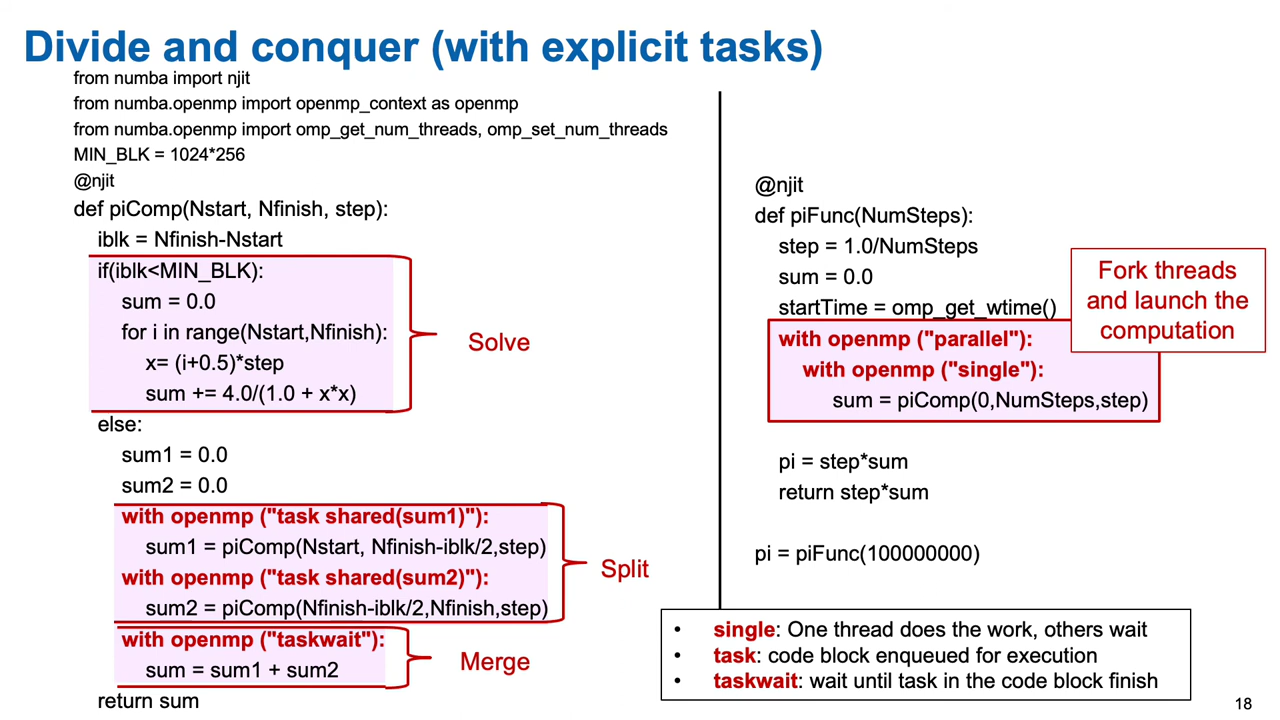 Divide and conquer (with explicit tasks)
from numba import njit
from numba.openmp import openmp_context as openmp
from numba.openmp import omp_get_num_threads, omp_set_num_threads
MIN_BLK = 1024*256
@njit
def piComp(Nstart, Nfinish, step):
iblk = Nfinish-Nstart
if(iblk<MIN_BLK):
sum = 0.0
for i in range(Nstart,Nfinish):
x= (i+0.5)*step
sum += 4.0/(1.0 + x*x)
Solve
else:
sum1 = 0.0
sum2 = 0.0
with openmp ("task shared(sum1)"):
sum1 = piComp(Nstart, Nfinish-iblk/2,step)
with openmp ("task shared(sum2)"):
sum2 = piComp(Nfinish-iblk/2,Nfinish,step)
Split
with openmp ("taskwait"):
sum = sum1 + sum2
Merge
return sum
@njit
def piFunc(NumSteps):
step = 1.0/NumSteps
sum = 0.0
startTime = omp_get_wtime()
with openmp ("parallel"):
with openmp ("single"):
sum = piComp(0,NumSteps,step)
Fork threads
and launch the
computation
pi = step*sum
return step*sum
pi = piFunc(100000000)
• single: One thread does the work, others wait
• task: code block enqueued for execution
• taskwait: wait until task in the code block finish
18